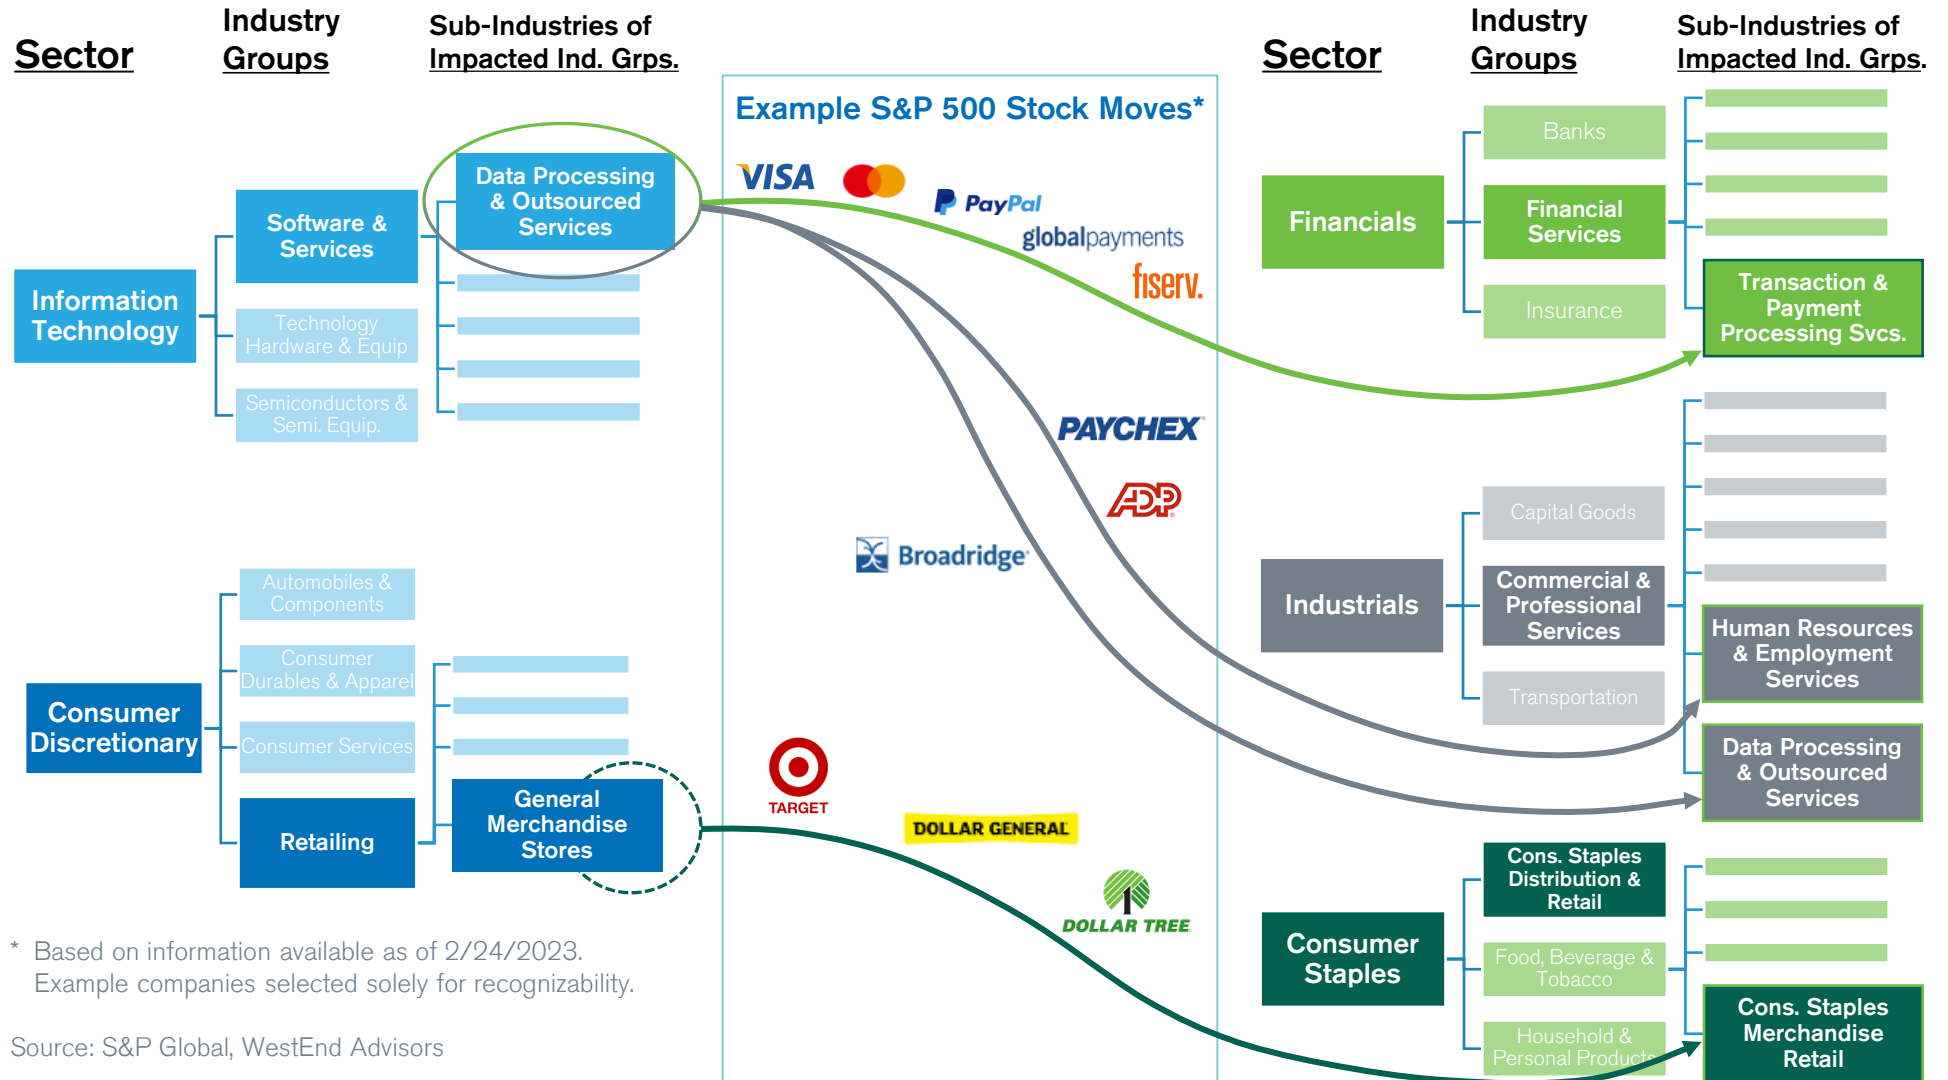 Sector
Industry
Groups
Sub-Industries of
Impacted Ind. Grps.
Information
Technology
Software &
Services
Technology
Hardware & Equip
Semiconductors &
Semi. Equip.
Data Processing
& Outsourced
Services
Consumer
Discretionary
Automobiles &
Components
Consumer
Durables & Apparel
Consumer Services
Retailing
General
Merchandise
Stores
Example S&P 500 Stock Moves*
VISA
PayPal
globalpayments
fiserv.
PAYCHEX
ADP
Broadridge
TARGET
DOLLAR GENERAL
DOLLAR TREE
Sector
Industry
Groups
Sub-Industries of
Impacted Ind. Grps.
Financials
Banks
Financial
Services
Insurance
Transaction &
Payment
Processing Svcs.
Industrials
Capital Goods
Commercial &
Professional
Services
Transportation
Human Resources
& Employment
Services
Data Processing
& Outsourced
Services
Consumer
Staples
Cons. Staples
Distribution &
Retail
Food, Beverage &
Tobacco
Household &
Personal Products
Cons. Staples
Merchandise
Retail
* Based on information available as of 2/24/2023.
Example companies selected solely for recognizability.
Source: S&P Global, WestEnd Advisors